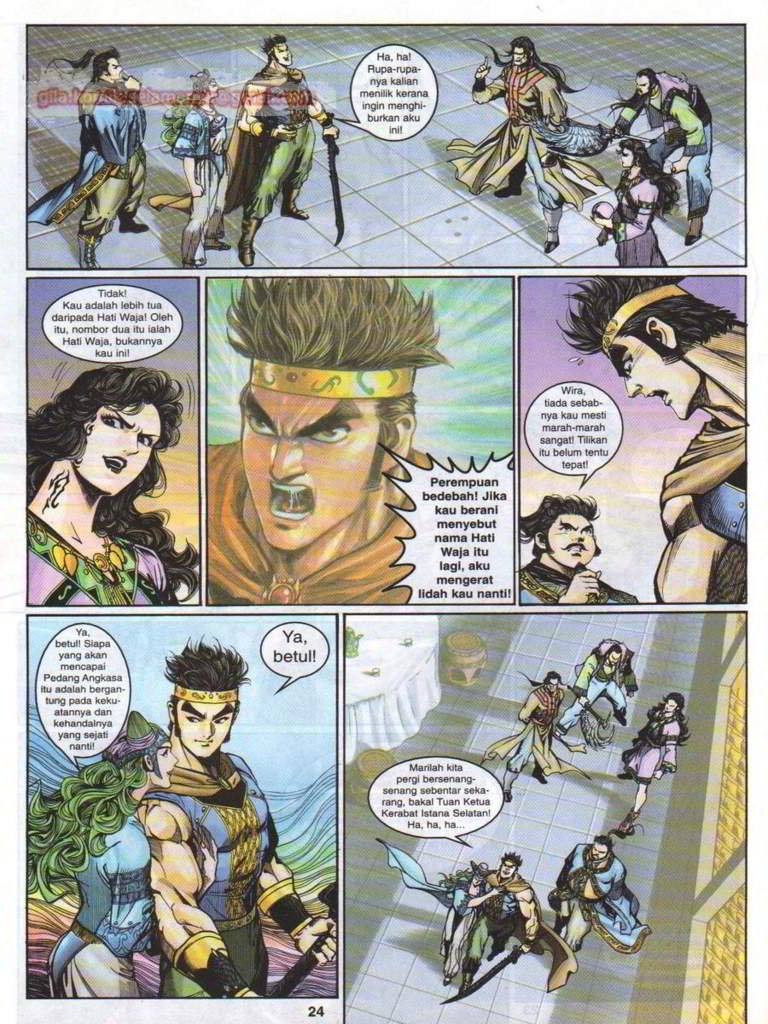 Ha, ha!
Rupa-rupa-
nya kalian
menilik kerana
ingin menghi-
burkan aku
ini!
Tidak!
Kau adalah lebih tua
daripada Hati Waja! Oleh
itu, nombor dua itu ialah
Hati Waja, bukannya
kau ini!
Perempuan
bedebah! Jika
kau berani
menyebut
nama Hati
Waja itu
lagi, aku
mengerat
lidah kau nanti!
Wira,
tiada sebab-
nya kau mesti
marah-marah
sangat! Tilikan
itu belum tentu
tepat!
Ya,
betul! Siapa
yang akan
mencapai
Pedang Angkasa
itu adalah bergan-
tung pada keku-
atannya dan
kehandalnya
yang sejati
nanti!
Ya,
betul!
Marilah kita
pergi bersenang-
senang sebentar seka-
rang, bakal Tuan Ketua
Kerabat Istana Selatan!
Ha, ha, ha...
24